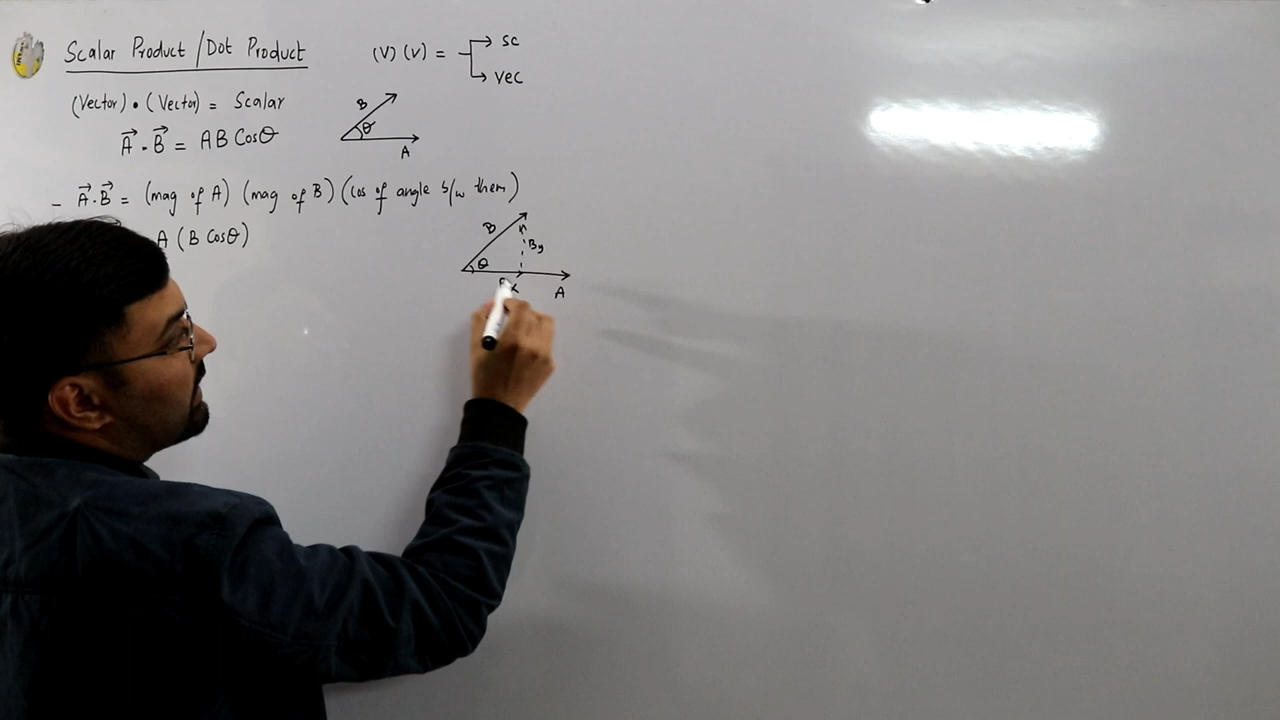 Scalar Product / Dot Product
(V) (V) = → SC
→ Vec
(Vector) • (Vector) = Scalar
B
θ
A
A⃗ . B⃗ = AB Cosθ
- A⃗.B⃗ = (mag of A) (mag of B) (Cos of angle b/w them)
A (B Cosθ)
B
By
θ
A